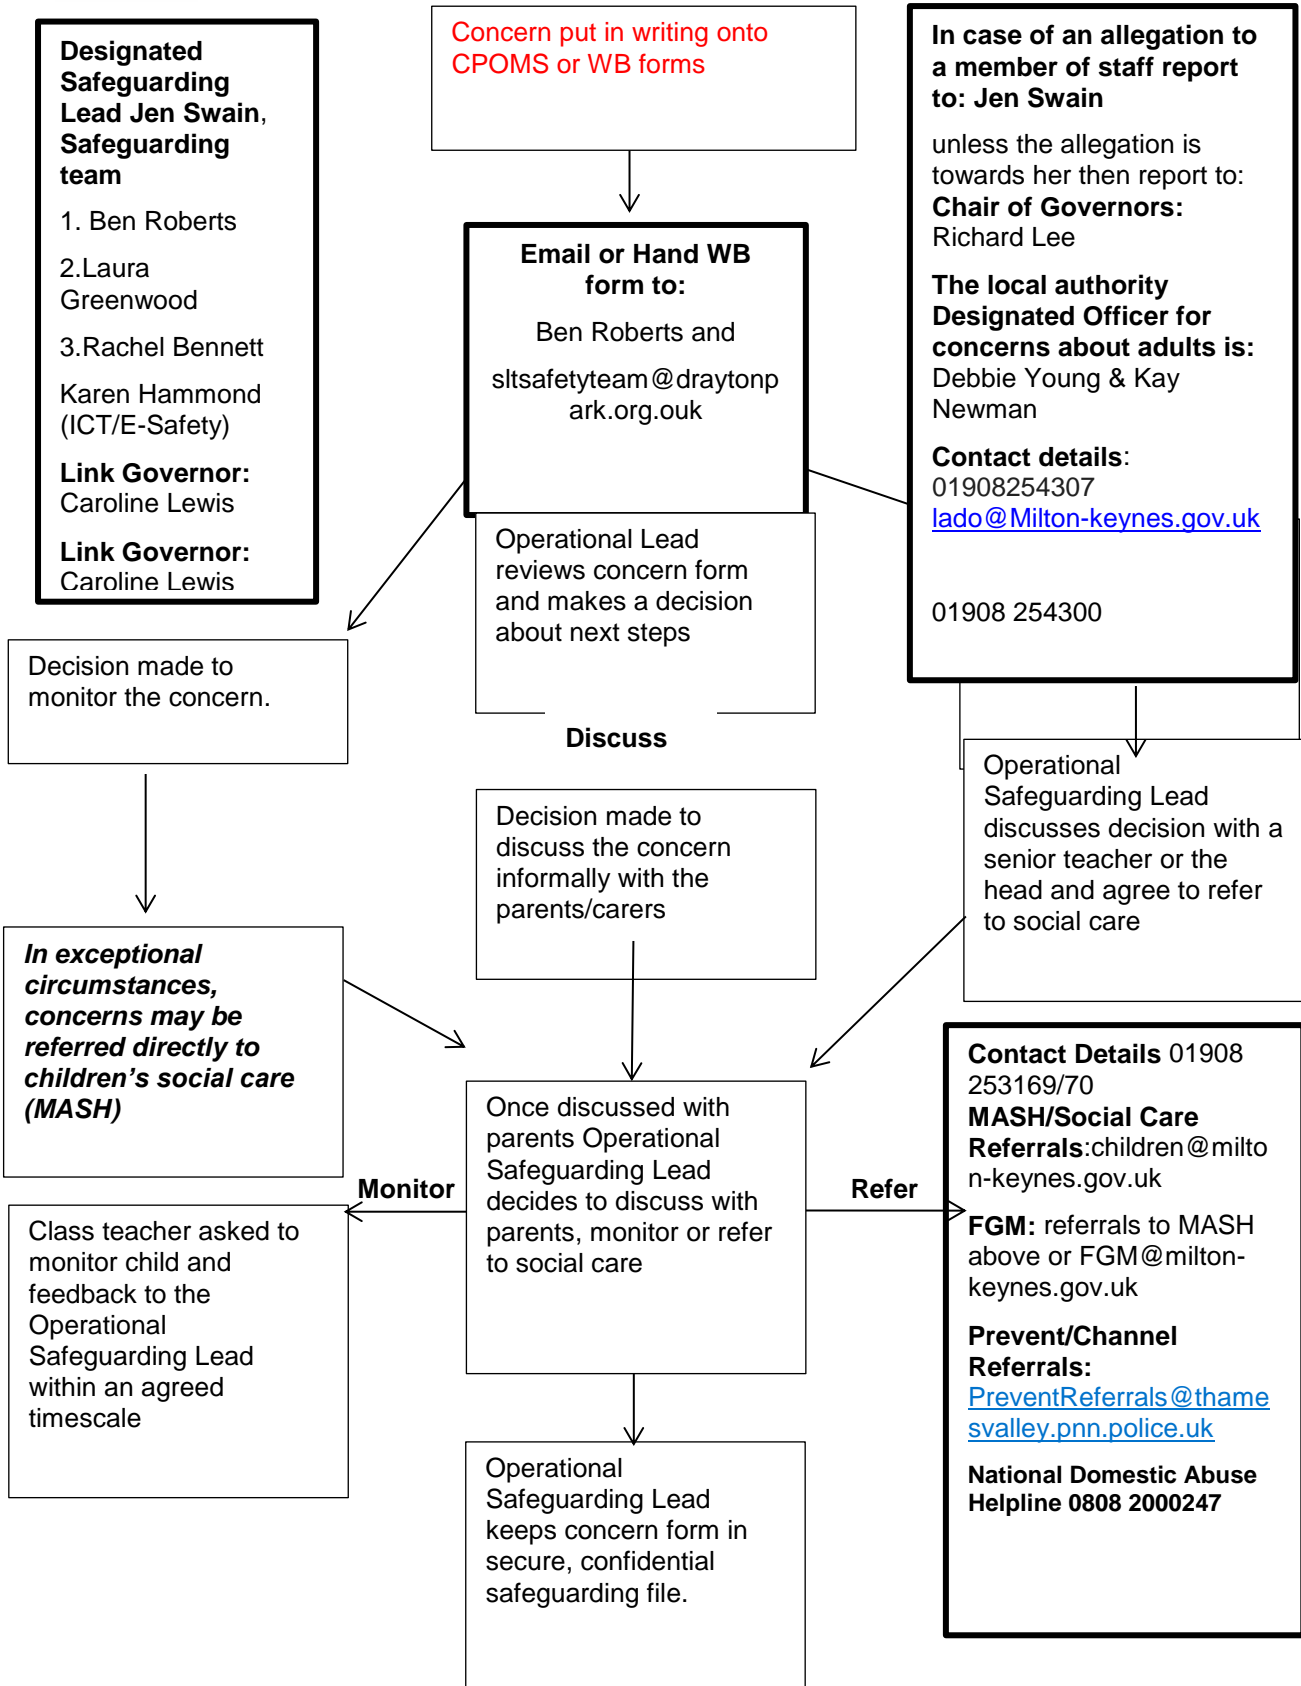 Designated
Safeguarding
Lead Jen Swain,
Safeguarding
team
1. Ben Roberts
2.Laura
Greenwood
3.Rachel Bennett
Karen Hammond
(ICT/E-Safety)
Link Governor:
Caroline Lewis
Link Governor:
Caroline Lewis
Concern put in writing onto
CPOMS or WB forms
Email or Hand WB
form to:
Ben Roberts and
sltsafetyteam@draytonp
ark.org.ouk
Operational Lead
reviews concern form
and makes a decision
about next steps
In case of an allegation to
a member of staff report
to: Jen Swain
unless the allegation is
towards her then report to:
Chair of Governors:
Richard Lee
The local authority
Designated Officer for
concerns about adults is:
Debbie Young & Kay
Newman
Contact details:
01908254307
lado@Milton-keynes.gov.uk
01908 254300
Decision made to
monitor the concern.
Discuss
Decision made to
discuss the concern
informally with the
parents/carers
Operational
Safeguarding Lead
discusses decision with a
senior teacher or the
head and agree to refer
to social care
In exceptional
circumstances,
concerns may be
referred directly to
children’s social care
(MASH)
Once discussed with
parents Operational
Safeguarding Lead
decides to discuss with
parents, monitor or refer
to social care
Monitor
Refer
Class teacher asked to
monitor child and
feedback to the
Operational
Safeguarding Lead
within an agreed
timescale
Contact Details 01908
253169/70
MASH/Social Care
Referrals:children@milto
n-keynes.gov.uk
FGM: referrals to MASH
above or FGM@milton-
keynes.gov.uk
Prevent/Channel
Referrals:
PreventReferrals@thame
svalley.pnn.police.uk
National Domestic Abuse
Helpline 0808 2000247
Operational
Safeguarding Lead
keeps concern form in
secure, confidential
safeguarding file.